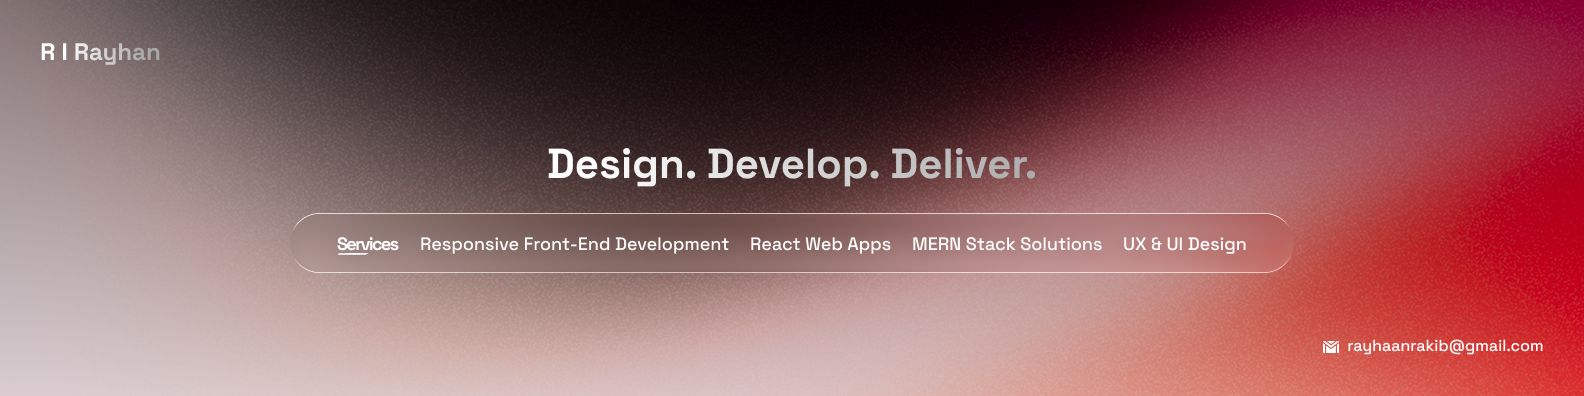 R I Rayhan
Design. Develop. Deliver.
Services Responsive Front-End Development React Web Apps MERN Stack Solutions UX & UI Design
rayhaanrakib@gmail.com